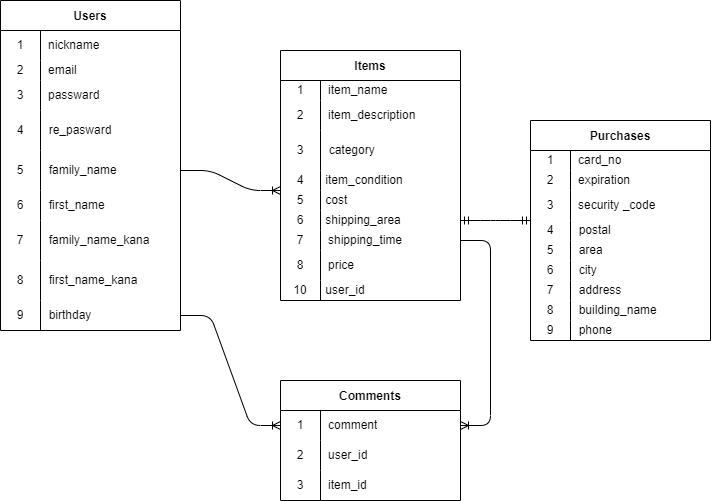 Users
1 nickname
2 email
3 passward
4 re_pasward
5 family_name
6 first_name
7 family_name_kana
8 first_name_kana
9 birthday
Items
1 item_name
2 item_description
3 category
4 item_condition
5 cost
6 shipping_area
7 shipping_time
8 price
10 user_id
Purchases
1 card_no
2 expiration
3 security _code
4 postal
5 area
6 city
7 address
8 building_name
9 phone
Comments
1 comment
2 user_id
3 item_id